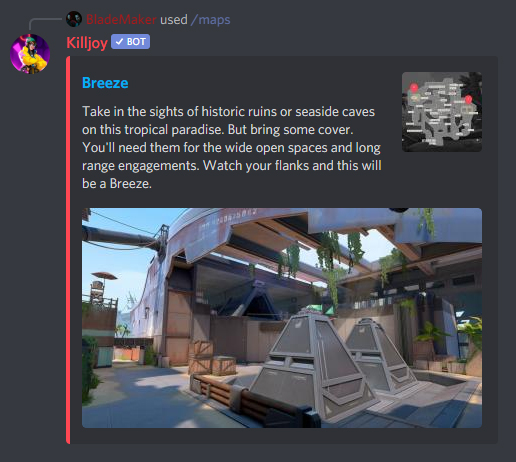 BladeMaker used /maps
Killjoy ✓ BOT
Breeze
Take in the sights of historic ruins or seaside caves
on this tropical paradise. But bring some cover.
You'll need them for the wide open spaces and long
range engagements. Watch your flanks and this will
be a Breeze.